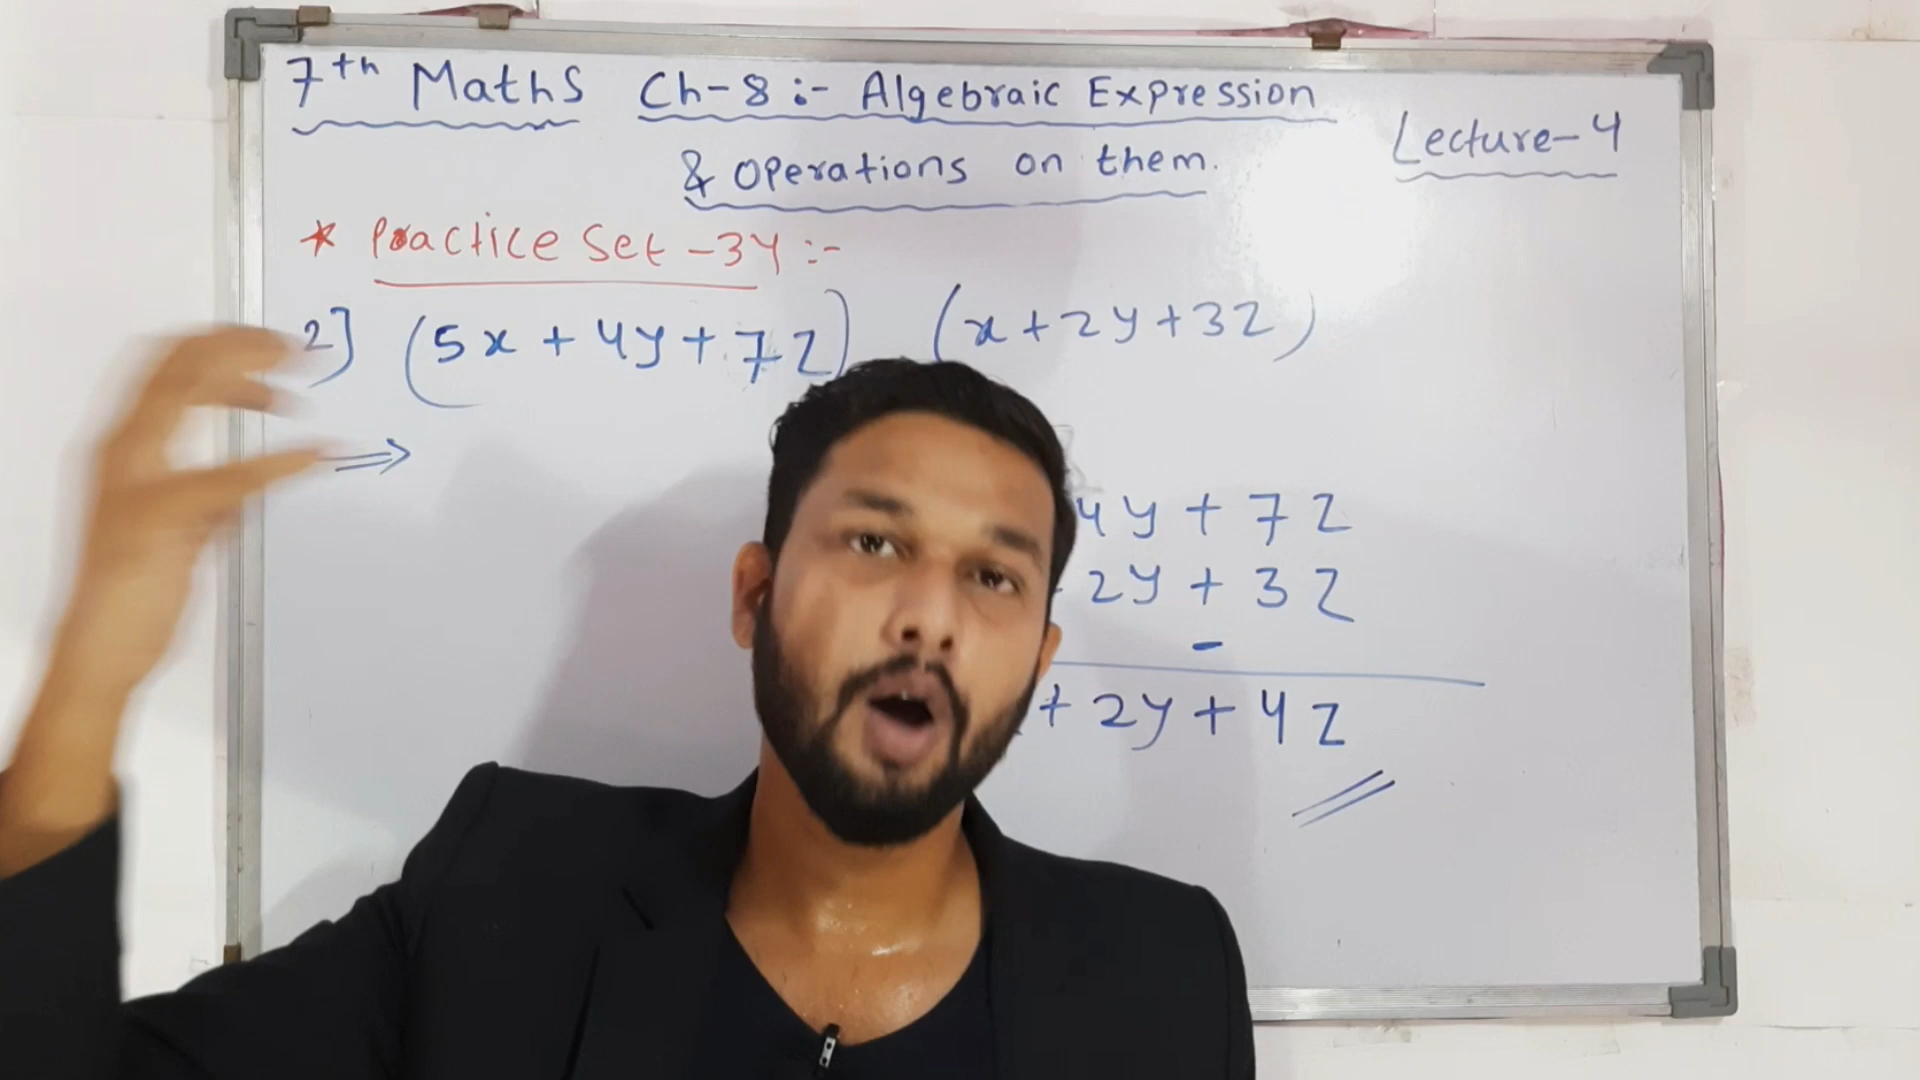 7th Maths Ch-8:- Algebraic Expression
& Operations on them.
Lecture-4
* Practice Set-34:-
2] (5x+4y+7z) (x+2y+3z)
⇒
4y+7z
2y+3z
-
+2y+4z